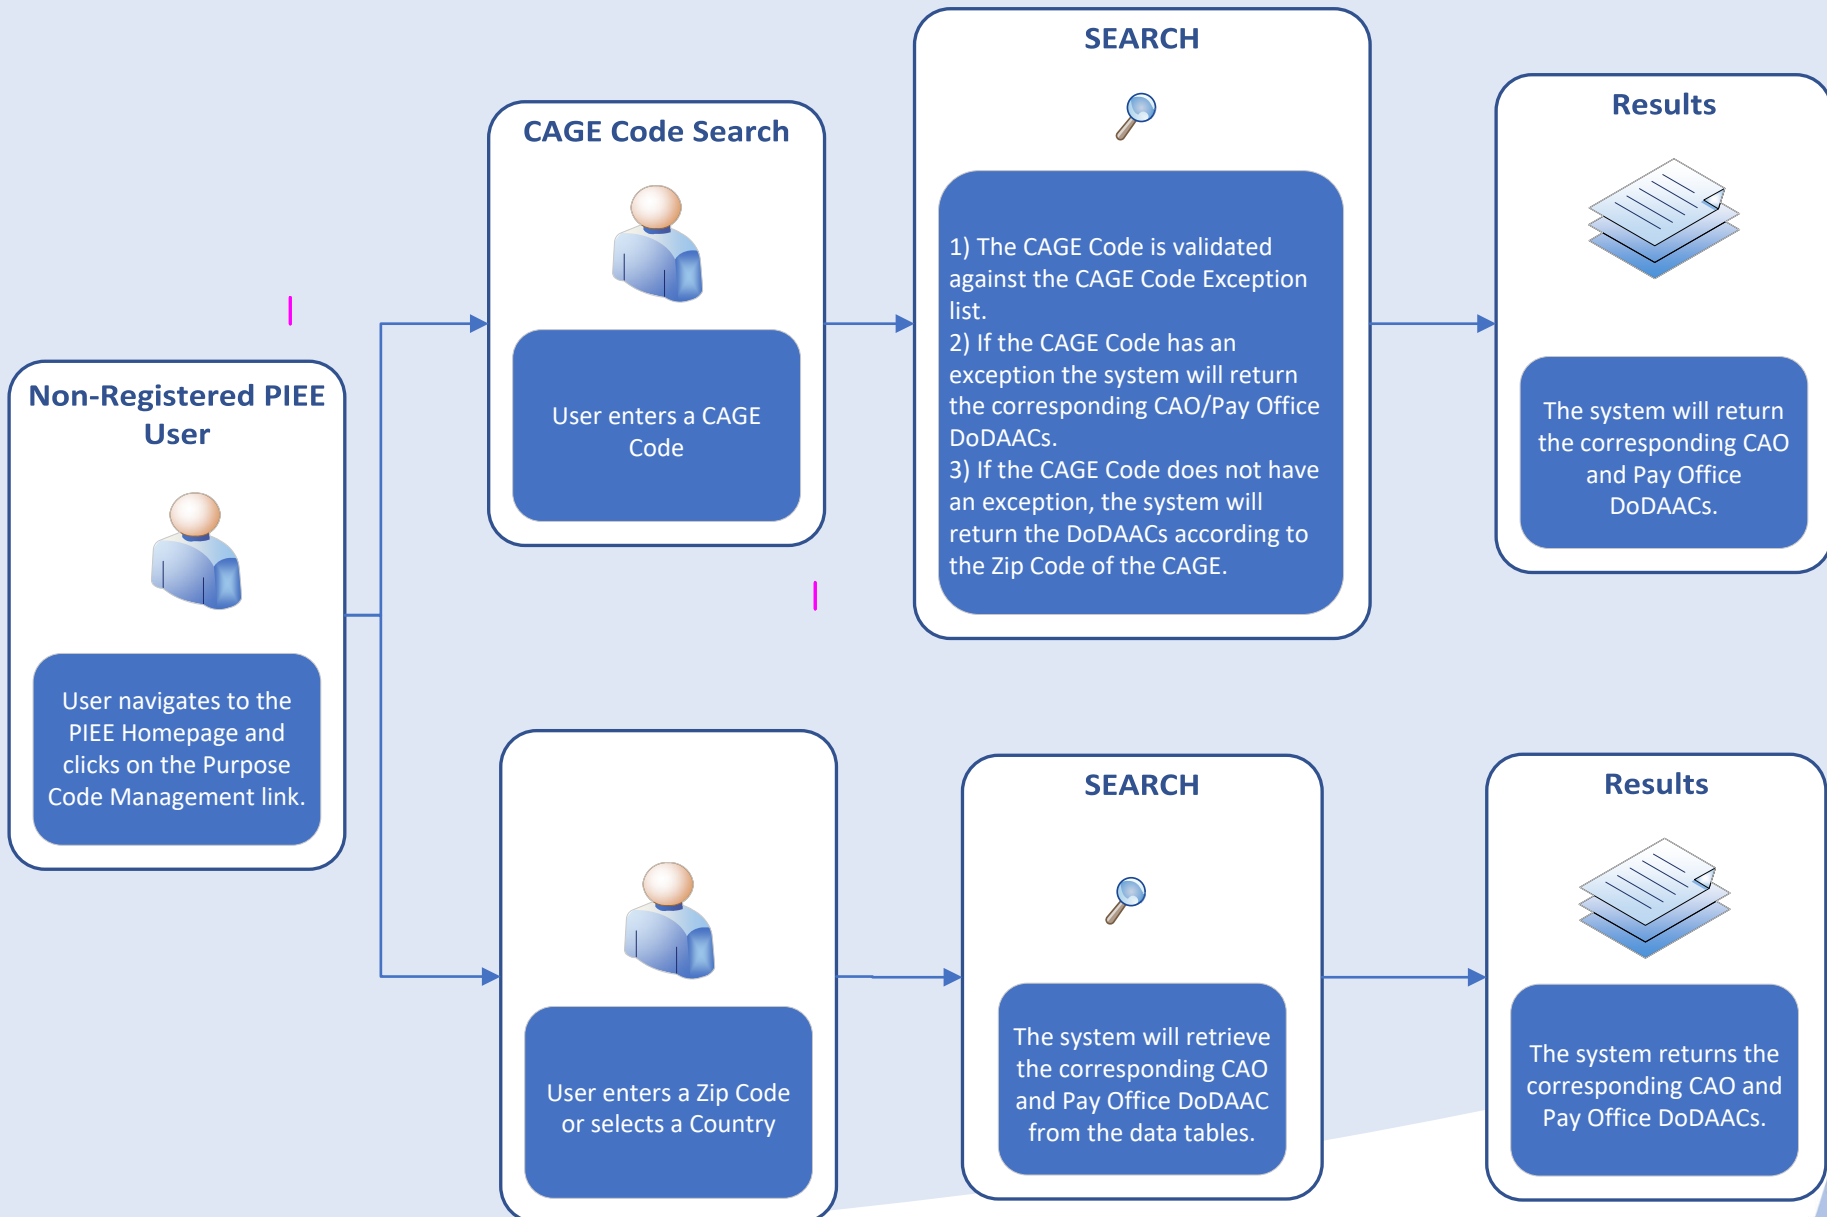 Non-Registered PIEE
User
User navigates to the
PIEE Homepage and
clicks on the Purpose
Code Management link.
CAGE Code Search
User enters a CAGE
Code
SEARCH
1) The CAGE Code is validated
against the CAGE Code Exception
list.
2) If the CAGE Code has an
exception the system will return
the corresponding CAO/Pay Office
DoDAACs.
3) If the CAGE Code does not have
an exception, the system will
return the DoDAACs according to
the Zip Code of the CAGE.
Results
The system will return
the corresponding CAO
and Pay Office
DoDAACs.
User enters a Zip Code
or selects a Country
SEARCH
The system will retrieve
the corresponding CAO
and Pay Office DoDAAC
from the data tables.
Results
The system returns the
corresponding CAO and
Pay Office DoDAACs.